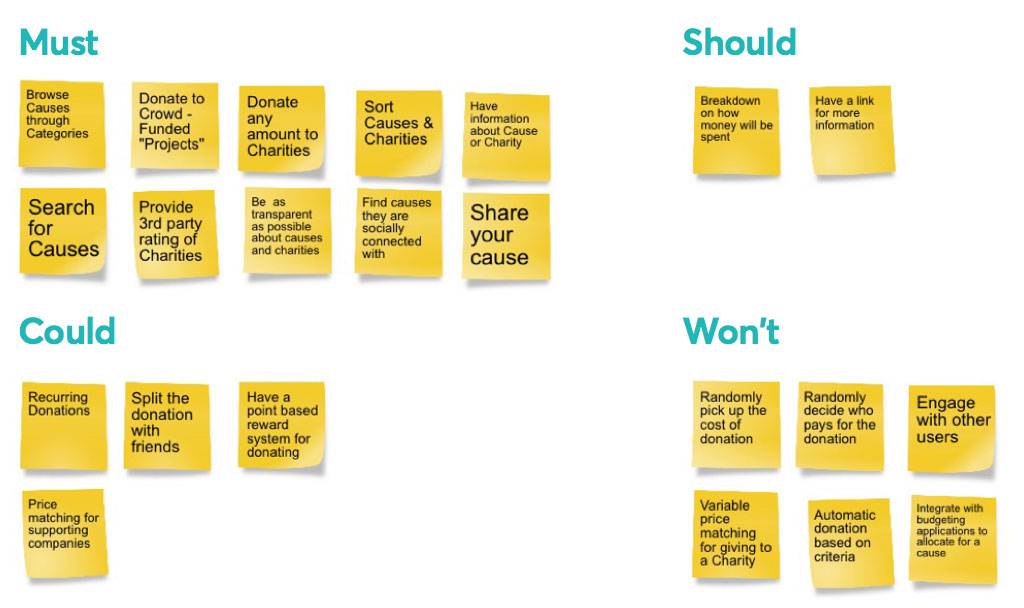 Must
Browse
Causes
through
Categories
Donate to
Crowd -
Funded
"Projects"
Donate
any
amount to
Charities
Sort
Causes &
Charities
Have
information
about Cause
or Charity
Search
for
Causes
Provide
3rd party
rating of
Charities
Be as
transparent
as possible
about causes
and charities
Find causes
they are
socially
connected
with
Share
your
cause
Should
Breakdown
on how
money will be
spent
Have a link
for more
information
Could
Recurring
Donations
Split the
donation
with
friends
Have a
point based
reward
system for
donating
Price
matching for
supporting
companies
Won't
Randomly
pick up the
cost of
donation
Randomly
decide who
pays for the
donation
Engage
with other
users
Variable
price
matching
for giving to
a Charity
Automatic
donation
based on
criteria
Integrate with
budgeting
applications to
allocate for a
cause